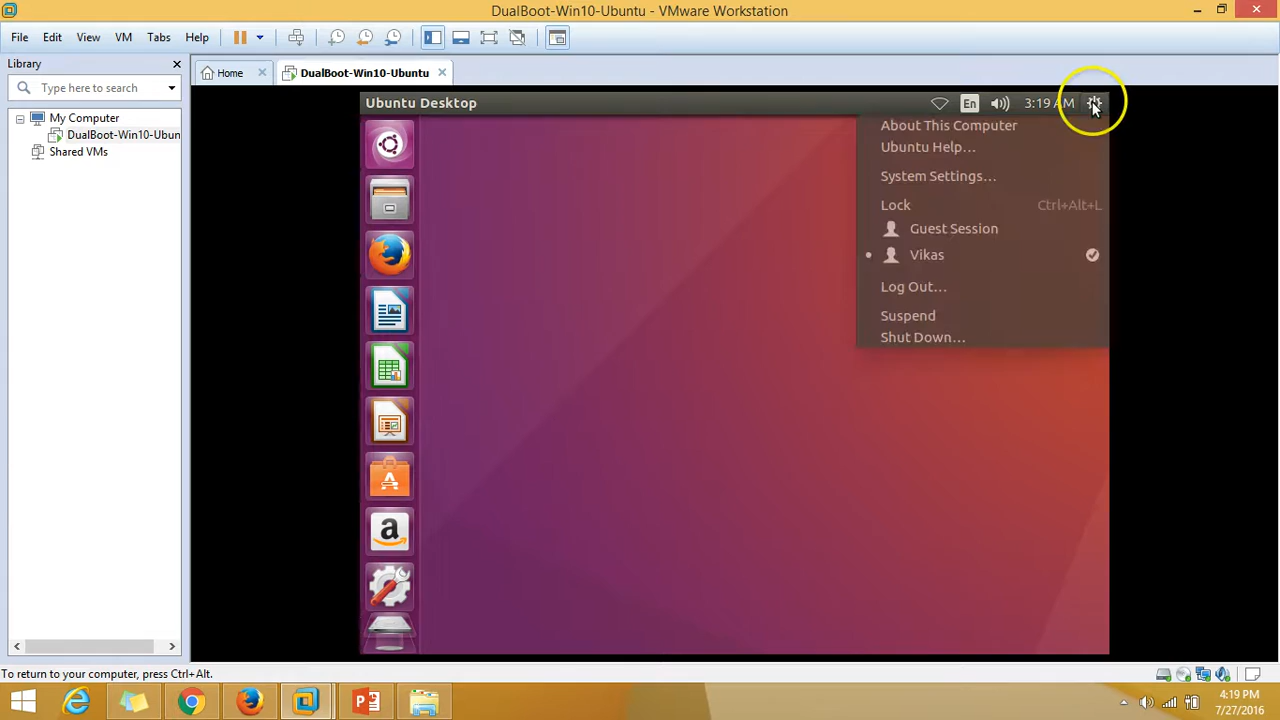 DualBoot-Win10-Ubuntu - VMware Workstation
File Edit View VM Tabs Help
Library
Type here to search
My Computer
DualBoot-Win10-Ubun
Shared VMs
Home
DualBoot-Win10-Ubuntu
Ubuntu Desktop
En
3:19 AM
About This Computer
Ubuntu Help...
System Settings...
Lock Ctrl+Alt+L
Guest Session
Vikas
Log Out...
Suspend
Shut Down...
To return to your computer, press Ctrl+Alt.
4:19 PM
7/27/2016